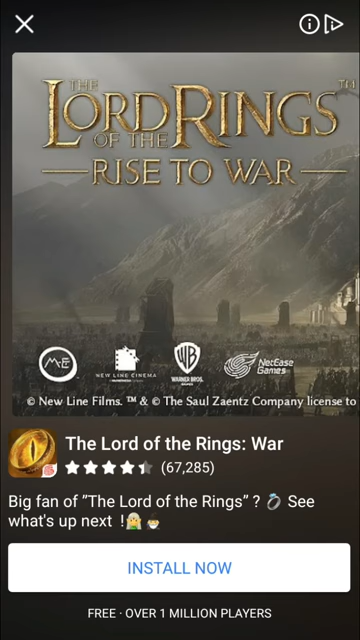 THE
LORD RINGS™
OF THE
RISE TO WAR
M·E
NEW LINE CINEMA
WB
WARNER BROS.
GAMES
NetEase
Games
© New Line Films. ™ & © The Saul Zaentz Company license to
The Lord of the Rings: War
(67,285)
Big fan of "The Lord of the Rings" ? 💍 See
what's up next !🧝🧙
INSTALL NOW
FREE · OVER 1 MILLION PLAYERS